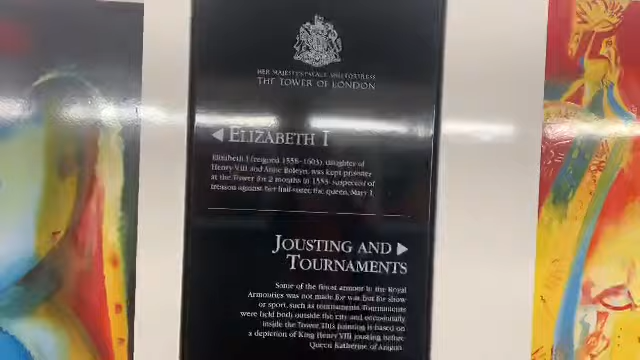 HER MAJESTY'S PALACE AND FORTRESS
THE TOWER OF LONDON
ELIZABETH I
Elizabeth I (reigned 1558-1603), daughter of
Henry VIII and Anne Boleyn, was kept prisoner
at the Tower for 2 months in 1553 suspected of
treason against her half-sister, the queen, Mary I.
JOUSTING AND
TOURNAMENTS
Some of the finest armour in the Royal
Armouries was not made for war but for show
or sport, such as tournaments. Tournaments
were held both outside the city and occasionally
inside the Tower. This painting is based on
a depiction of King Henry VIII jousting before
Queen Katherine of Aragon.